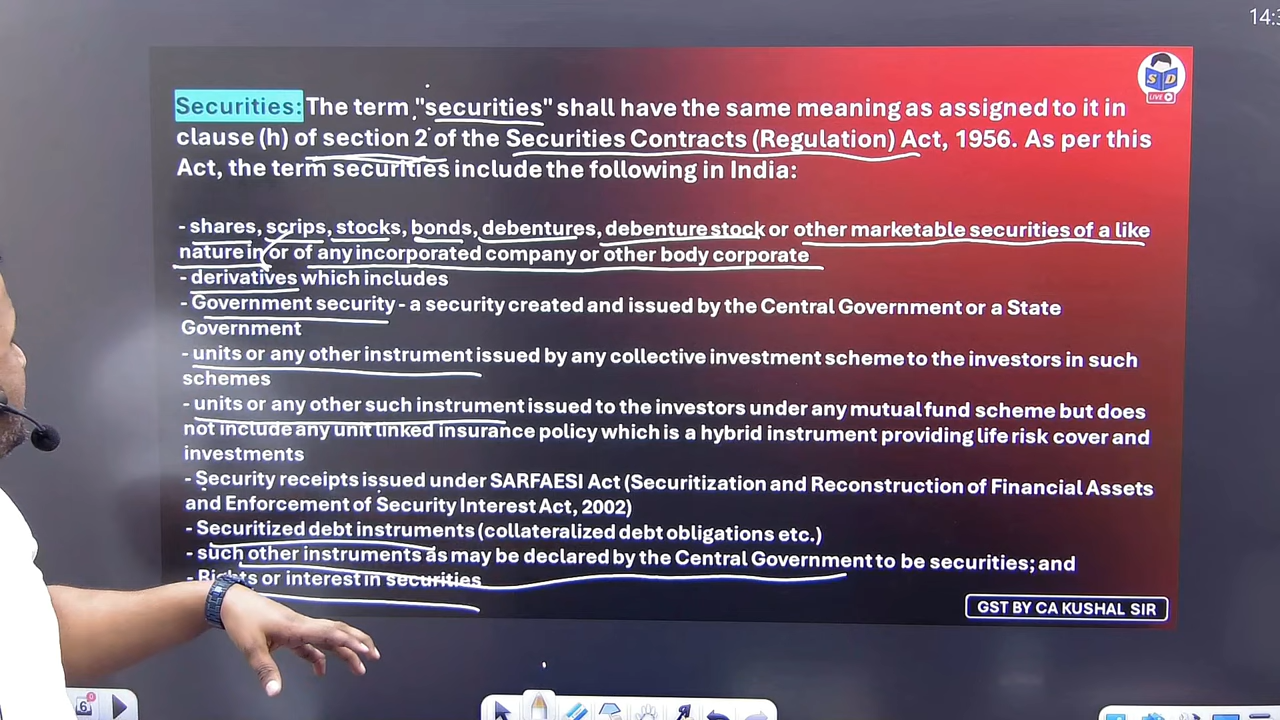 14:3
S D
LIVE
Securities: The term "securities" shall have the same meaning as assigned to it in
clause (h) of section 2 of the Securities Contracts (Regulation) Act, 1956. As per this
Act, the term securities include the following in India:
- shares, scrips, stocks, bonds, debentures, debenture stock or other marketable securities of a like
nature in or of any incorporated company or other body corporate
- derivatives which includes
- Government security - a security created and issued by the Central Government or a State
Government
- units or any other instrument issued by any collective investment scheme to the investors in such
schemes
- units or any other such instrument issued to the investors under any mutual fund scheme but does
not include any unit linked insurance policy which is a hybrid instrument providing life risk cover and
investments
- Security receipts issued under SARFAESI Act (Securitization and Reconstruction of Financial Assets
and Enforcement of Security Interest Act, 2002)
- Securitized debt instruments (collateralized debt obligations etc.)
- such other instruments as may be declared by the Central Government to be securities; and
- Rights or interest in securities
GST BY CA KUSHAL SIR
6
0